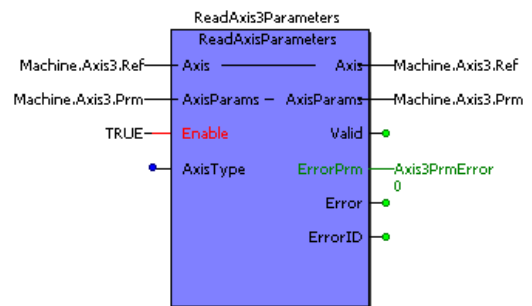 ReadAxis3Parameters
ReadAxisParameters
Machine.Axis3.Ref Axis Axis Machine.Axis3.Ref
Machine.Axis3.Prm AxisParams AxisParams Machine.Axis3.Prm
TRUE Enable Valid
AxisType ErrorPrm Axis3PrmError
0
Error
ErrorID